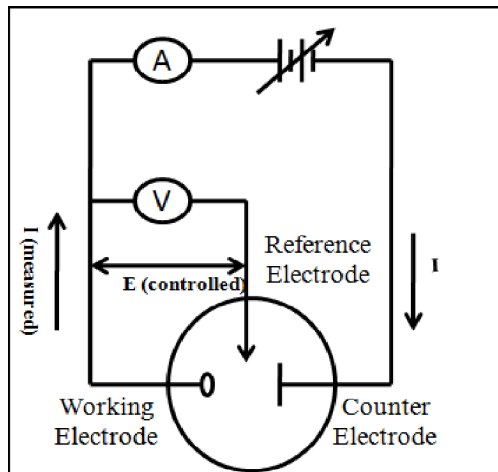 A
V
I (measured)
E (controlled)
Reference
Electrode
I
Working
Electrode
Counter
Electrode